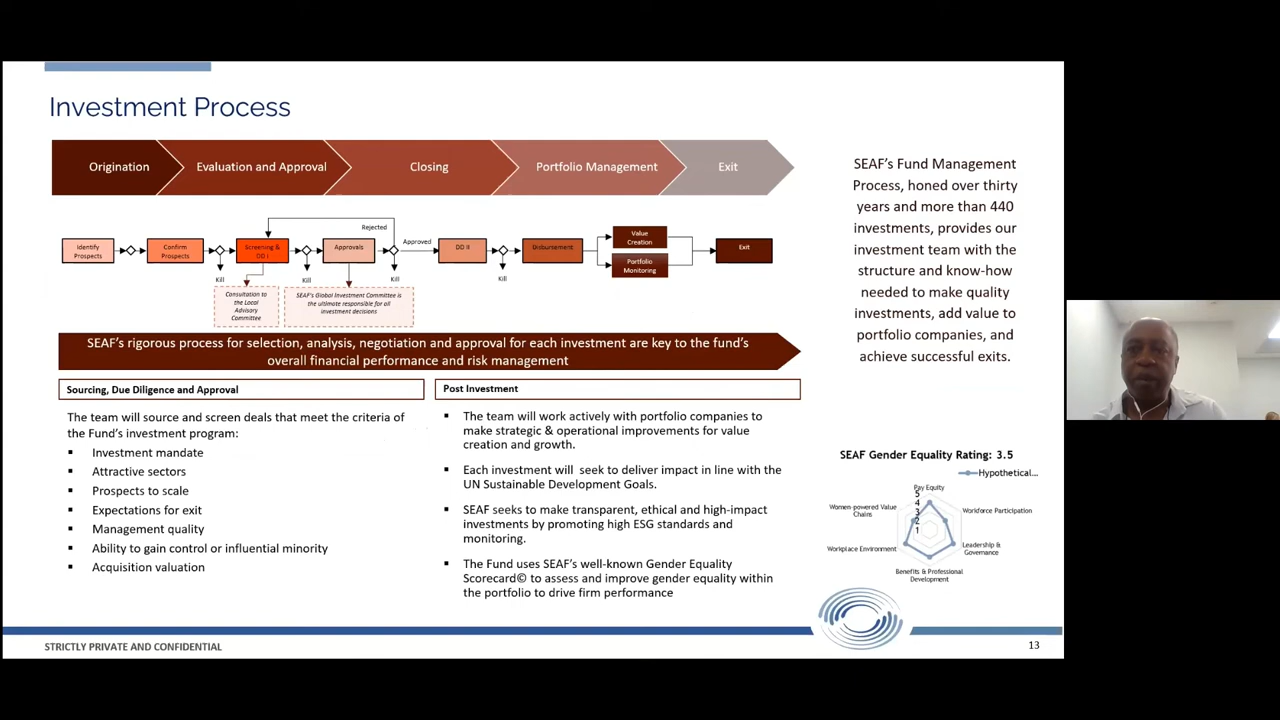 Investment Process
Origination
Evaluation and Approval
Closing
Portfolio Management
Exit
Rejected
Approved
Identify
Prospects
Confirm
Prospects
Screening &
DD I
Approvals
DD II
Disbursement
Value
Creation
Portfolio
Monitoring
Exit
Kill
Kill
Kill
Kill
Consultation to
the Local
Advisory
Committee
SEAF's Global Investment Committee is
the ultimate responsible for all
investment decisions
SEAF's rigorous process for selection, analysis, negotiation and approval for each investment are key to the fund's
overall financial performance and risk management
Sourcing, Due Diligence and Approval
The team will source and screen deals that meet the criteria of
the Fund's investment program:
▪ Investment mandate
▪ Attractive sectors
▪ Prospects to scale
▪ Expectations for exit
▪ Management quality
▪ Ability to gain control or influential minority
▪ Acquisition valuation
Post Investment
▪ The team will work actively with portfolio companies to
make strategic & operational improvements for value
creation and growth.
▪ Each investment will seek to deliver impact in line with the
UN Sustainable Development Goals.
▪ SEAF seeks to make transparent, ethical and high-impact
investments by promoting high ESG standards and
monitoring.
▪ The Fund uses SEAF's well-known Gender Equality
Scorecard© to assess and improve gender equality within
the portfolio to drive firm performance
SEAF's Fund Management
Process, honed over thirty
years and more than 440
investments, provides our
investment team with the
structure and know-how
needed to make quality
investments, add value to
portfolio companies, and
achieve successful exits.
SEAF Gender Equality Rating: 3.5
Hypothetical...
Pay Equity
5
4
3
2
1
Women-powered Value
Chains
Workforce Participation
Workplace Environment
Leadership &
Governance
Benefits & Professional
Development
STRICTLY PRIVATE AND CONFIDENTIAL
13